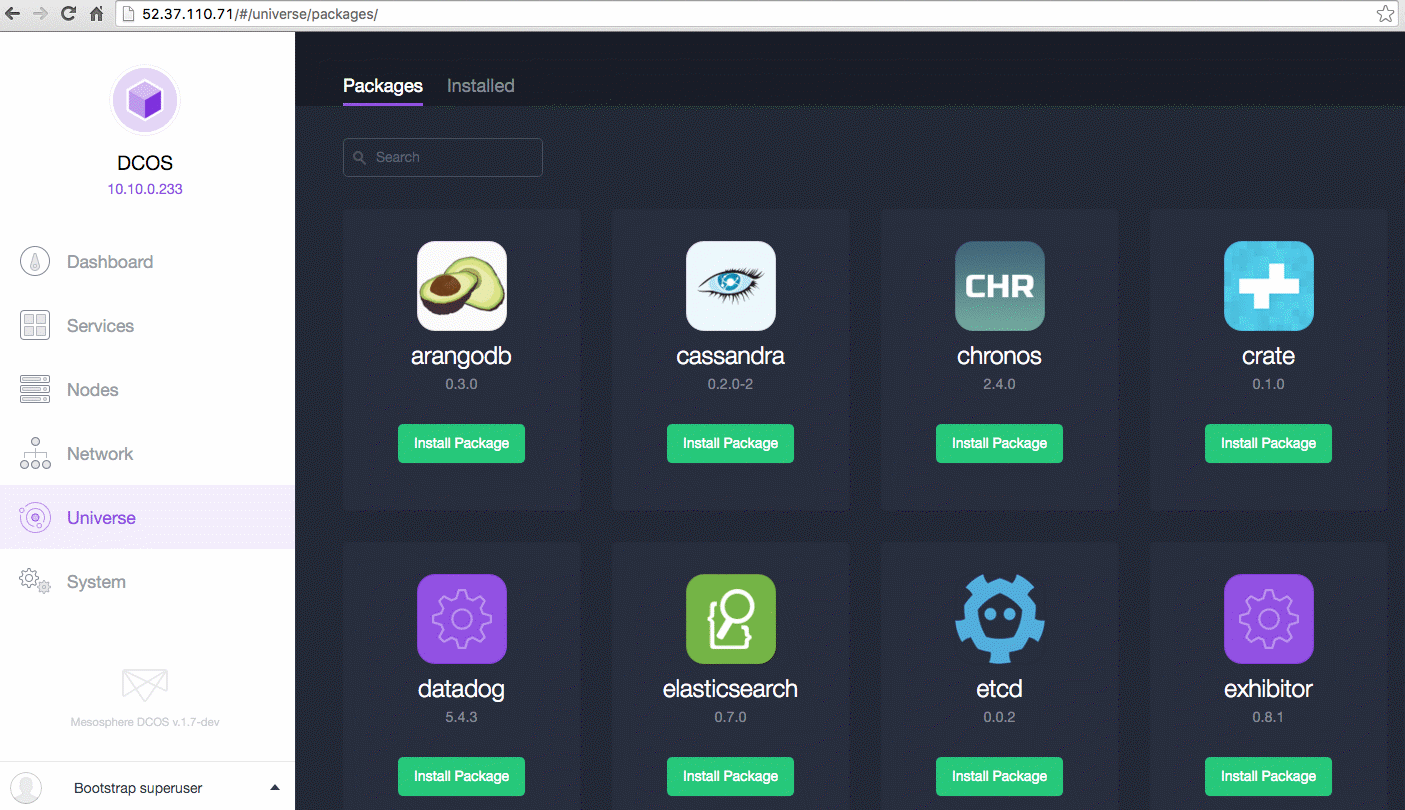 52.37.110.71/#/universe/packages/
DCOS
10.10.0.233
Dashboard
Services
Nodes
Network
Universe
System
Mesosphere DCOS v.1.7-dev
Bootstrap superuser
Packages Installed
Search
CHR
arangodb cassandra chronos crate
0.3.0 0.2.0-2 2.4.0 0.1.0
Install Package Install Package Install Package Install Package
datadog elasticsearch etcd exhibitor
5.4.3 0.7.0 0.0.2 0.8.1
Install Package Install Package Install Package Install Package